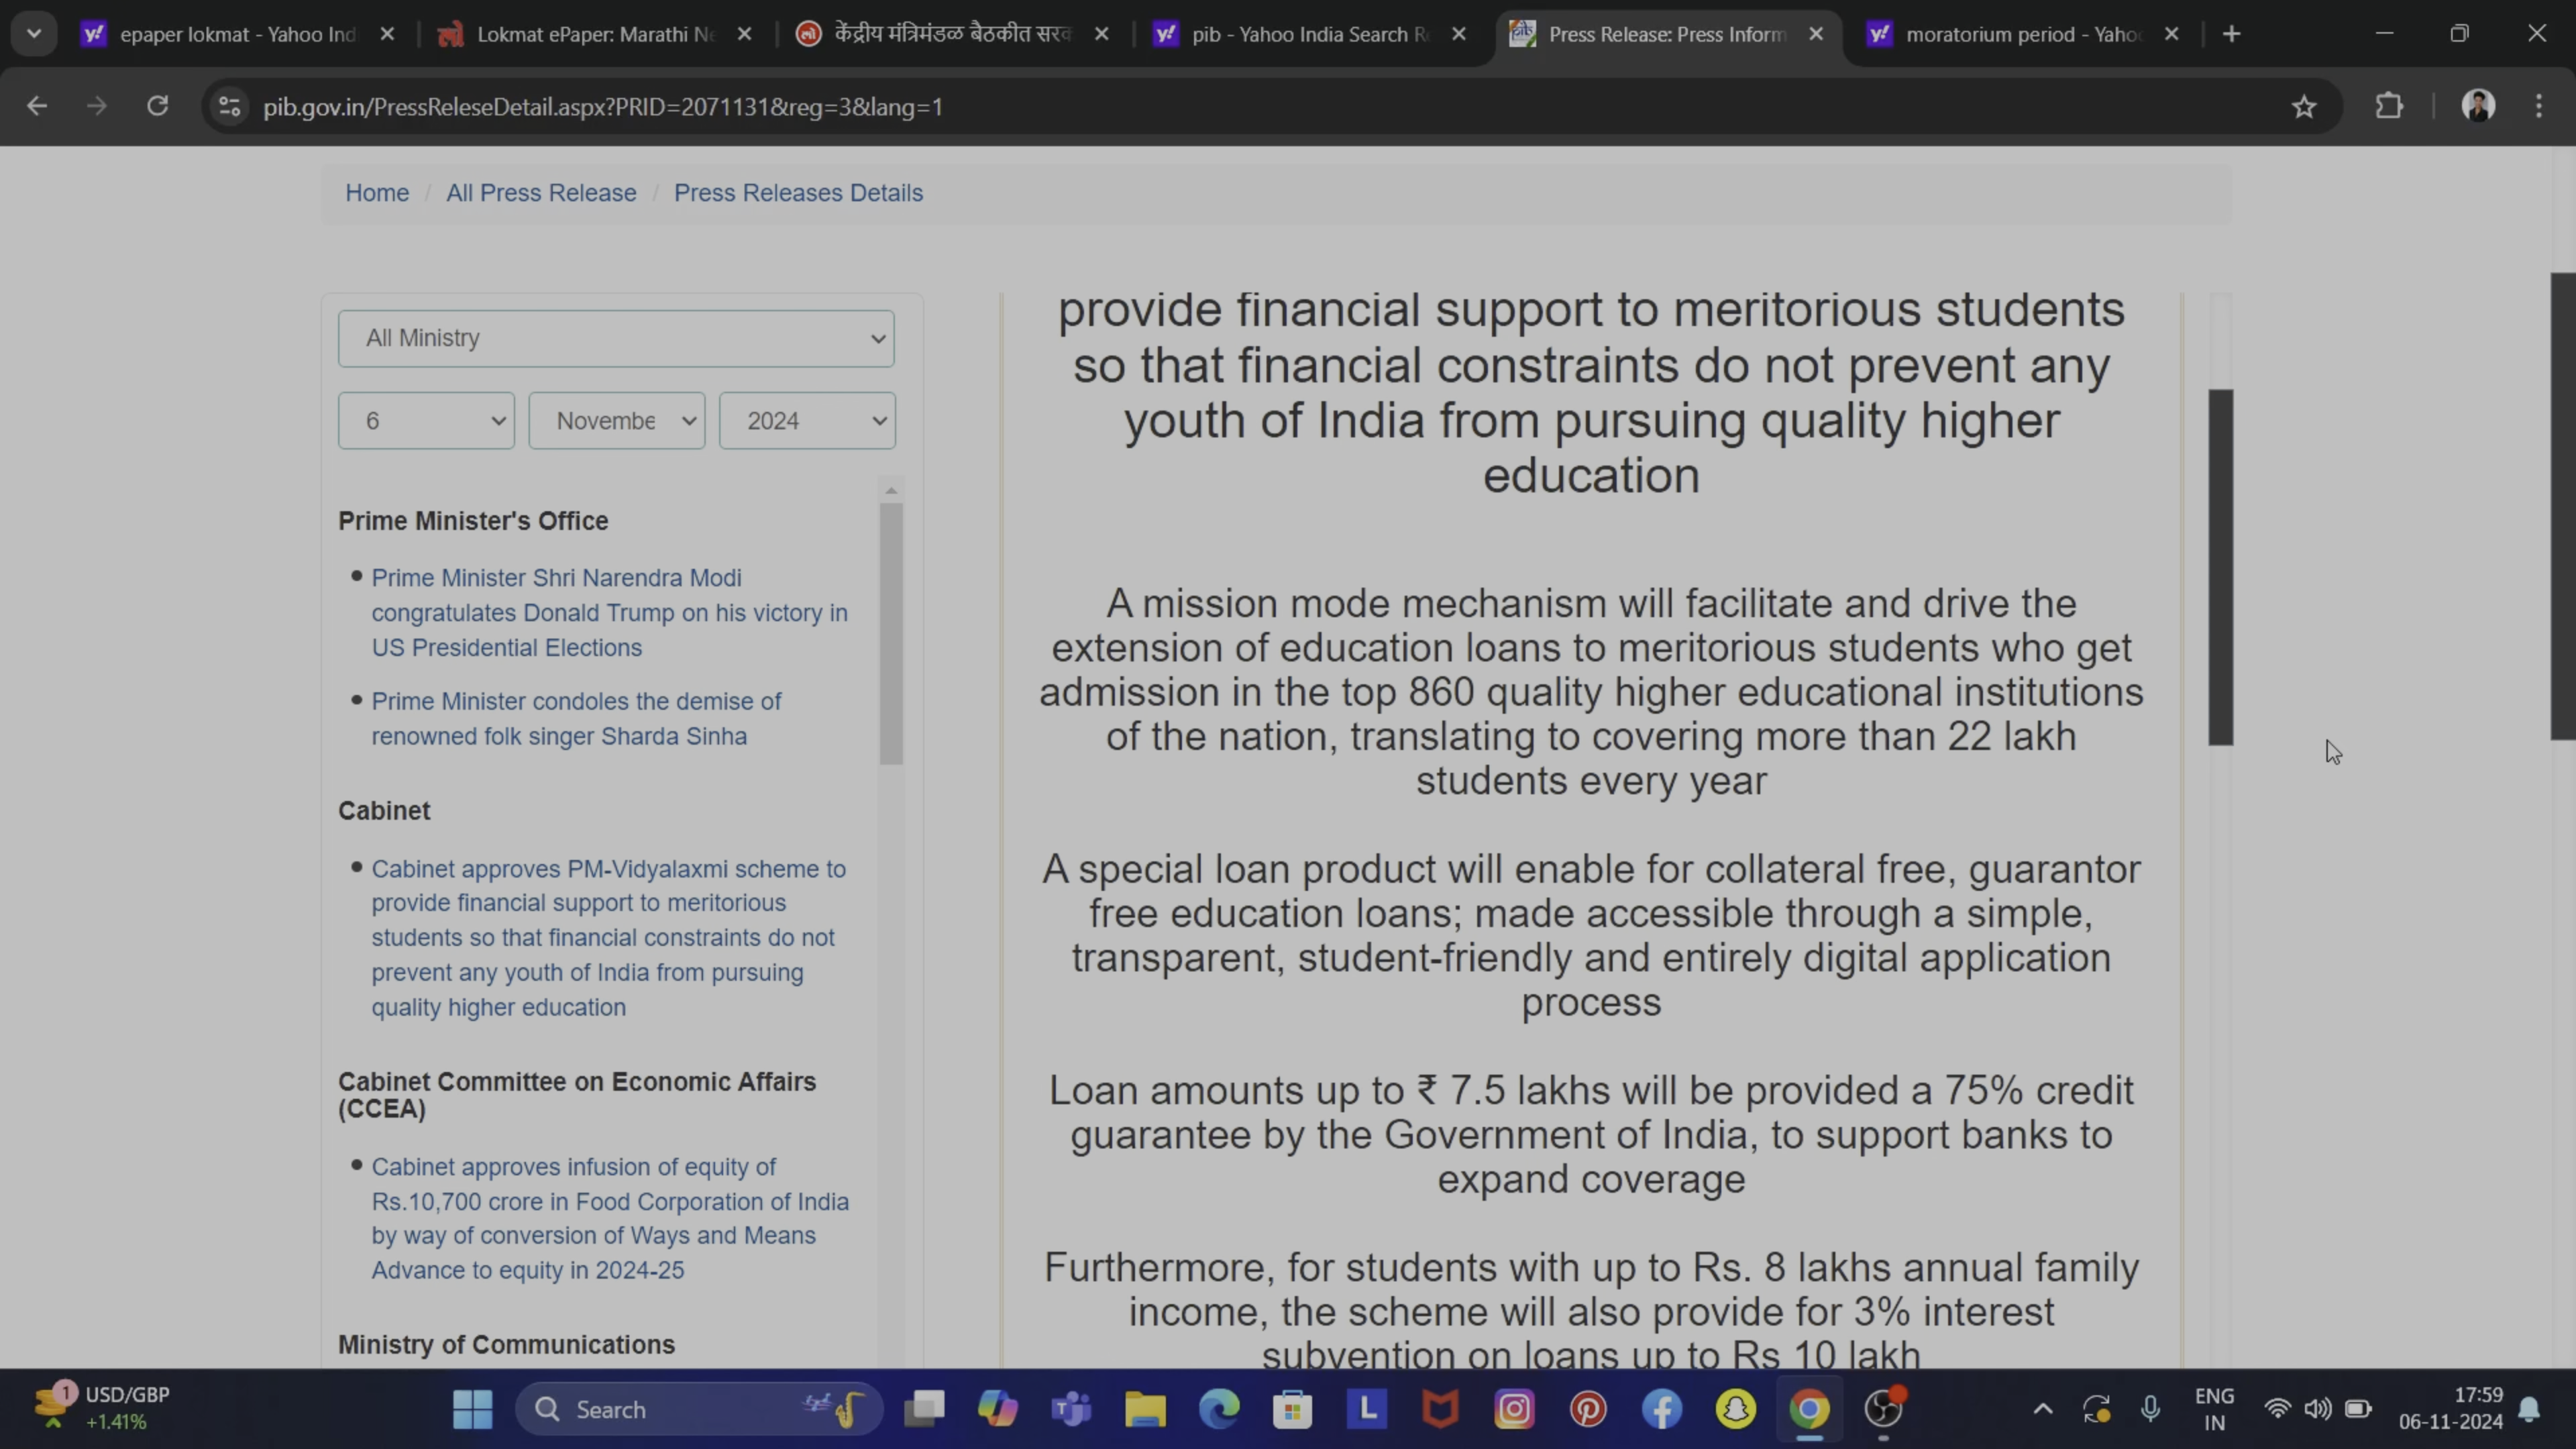 epaper lokmat - Yahoo Ind
Lokmat ePaper: Marathi Ne
केंद्रीय मंत्रिमंडळ बैठकीत सरक
pib - Yahoo India Search Re
Press Release: Press Inform
moratorium period - Yaho
pib.gov.in/PressReleseDetail.aspx?PRID=2071131&reg=3&lang=1
Home / All Press Release / Press Releases Details
All Ministry
6
Novembe
2024
Prime Minister's Office
Prime Minister Shri Narendra Modi
congratulates Donald Trump on his victory in
US Presidential Elections
Prime Minister condoles the demise of
renowned folk singer Sharda Sinha
Cabinet
Cabinet approves PM-Vidyalaxmi scheme to
provide financial support to meritorious
students so that financial constraints do not
prevent any youth of India from pursuing
quality higher education
Cabinet Committee on Economic Affairs
(CCEA)
Cabinet approves infusion of equity of
Rs.10,700 crore in Food Corporation of India
by way of conversion of Ways and Means
Advance to equity in 2024-25
Ministry of Communications
provide financial support to meritorious students
so that financial constraints do not prevent any
youth of India from pursuing quality higher
education
A mission mode mechanism will facilitate and drive the
extension of education loans to meritorious students who get
admission in the top 860 quality higher educational institutions
of the nation, translating to covering more than 22 lakh
students every year
A special loan product will enable for collateral free, guarantor
free education loans; made accessible through a simple,
transparent, student-friendly and entirely digital application
process
Loan amounts up to ₹ 7.5 lakhs will be provided a 75% credit
guarantee by the Government of India, to support banks to
expand coverage
Furthermore, for students with up to Rs. 8 lakhs annual family
income, the scheme will also provide for 3% interest
subvention on loans up to Rs 10 lakh
1
USD/GBP
+1.41%
Search
L
ENG
IN
17:59
06-11-2024